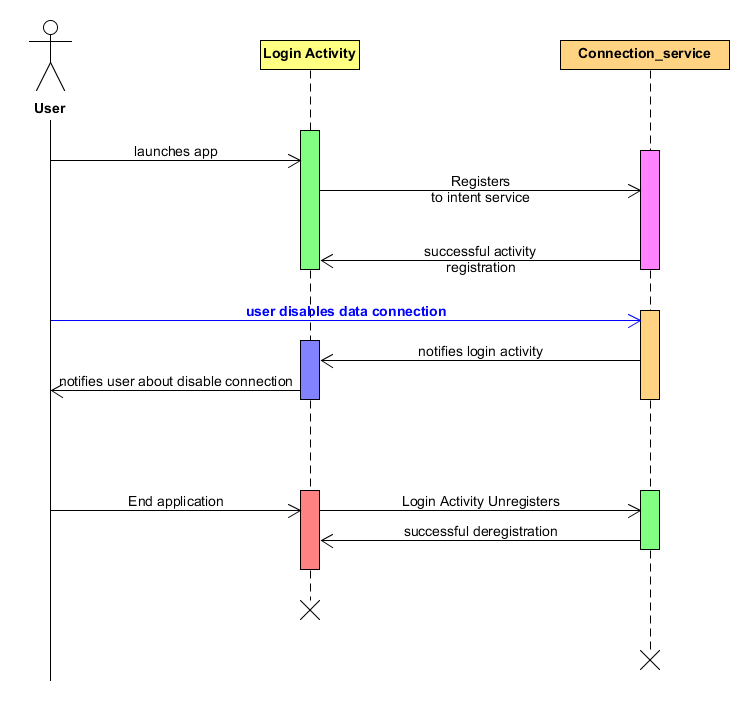 Login Activity
Connection_service
User
launches app
Registers
to intent service
successful activity
registration
user disables data connection
notifies login activity
notifies user about disable connection
End application
Login Activity Unregisters
successful deregistration